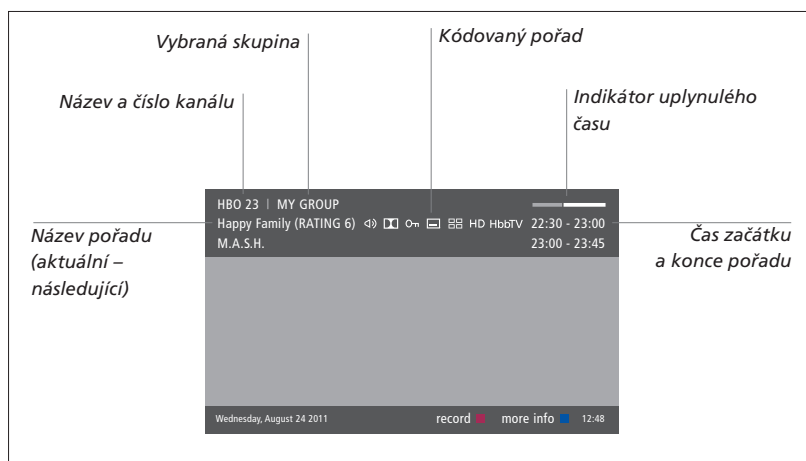 Vybraná skupina
Kódovaný pořad
Název a číslo kanálu
Indikátor uplynulého
času
HBO 23 | MY GROUP
Happy Family (RATING 6) HD HbbTV 22:30 - 23:00
M.A.S.H. 23:00 - 23:45
Název pořadu
(aktuální –
následující)
Čas začátku
a konce pořadu
Wednesday, August 24 2011 record more info 12:48